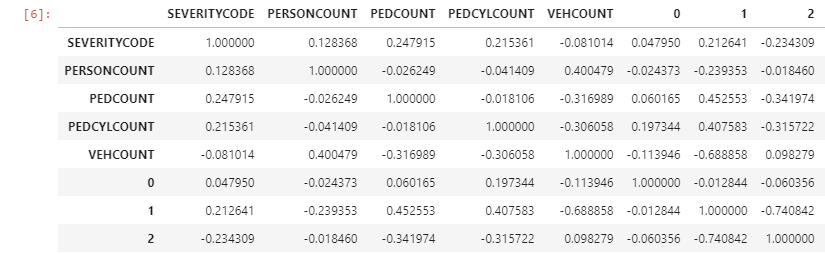 [6]: SEVERITYCODE PERSONCOUNT PEDCOUNT PEDCYLCOUNT VEHCOUNT 0 1 2
SEVERITYCODE 1.000000 0.128368 0.247915 0.215361 -0.081014 0.047950 0.212641 -0.234309
PERSONCOUNT 0.128368 1.000000 -0.026249 -0.041409 0.400479 -0.024373 -0.239353 -0.018460
PEDCOUNT 0.247915 -0.026249 1.000000 -0.018106 -0.316989 0.060165 0.452553 -0.341974
PEDCYLCOUNT 0.215361 -0.041409 -0.018106 1.000000 -0.306058 0.197344 0.407583 -0.315722
VEHCOUNT -0.081014 0.400479 -0.316989 -0.306058 1.000000 -0.113946 -0.688858 0.098279
0 0.047950 -0.024373 0.060165 0.197344 -0.113946 1.000000 -0.012844 -0.060356
1 0.212641 -0.239353 0.452553 0.407583 -0.688858 -0.012844 1.000000 -0.740842
2 -0.234309 -0.018460 -0.341974 -0.315722 0.098279 -0.060356 -0.740842 1.000000